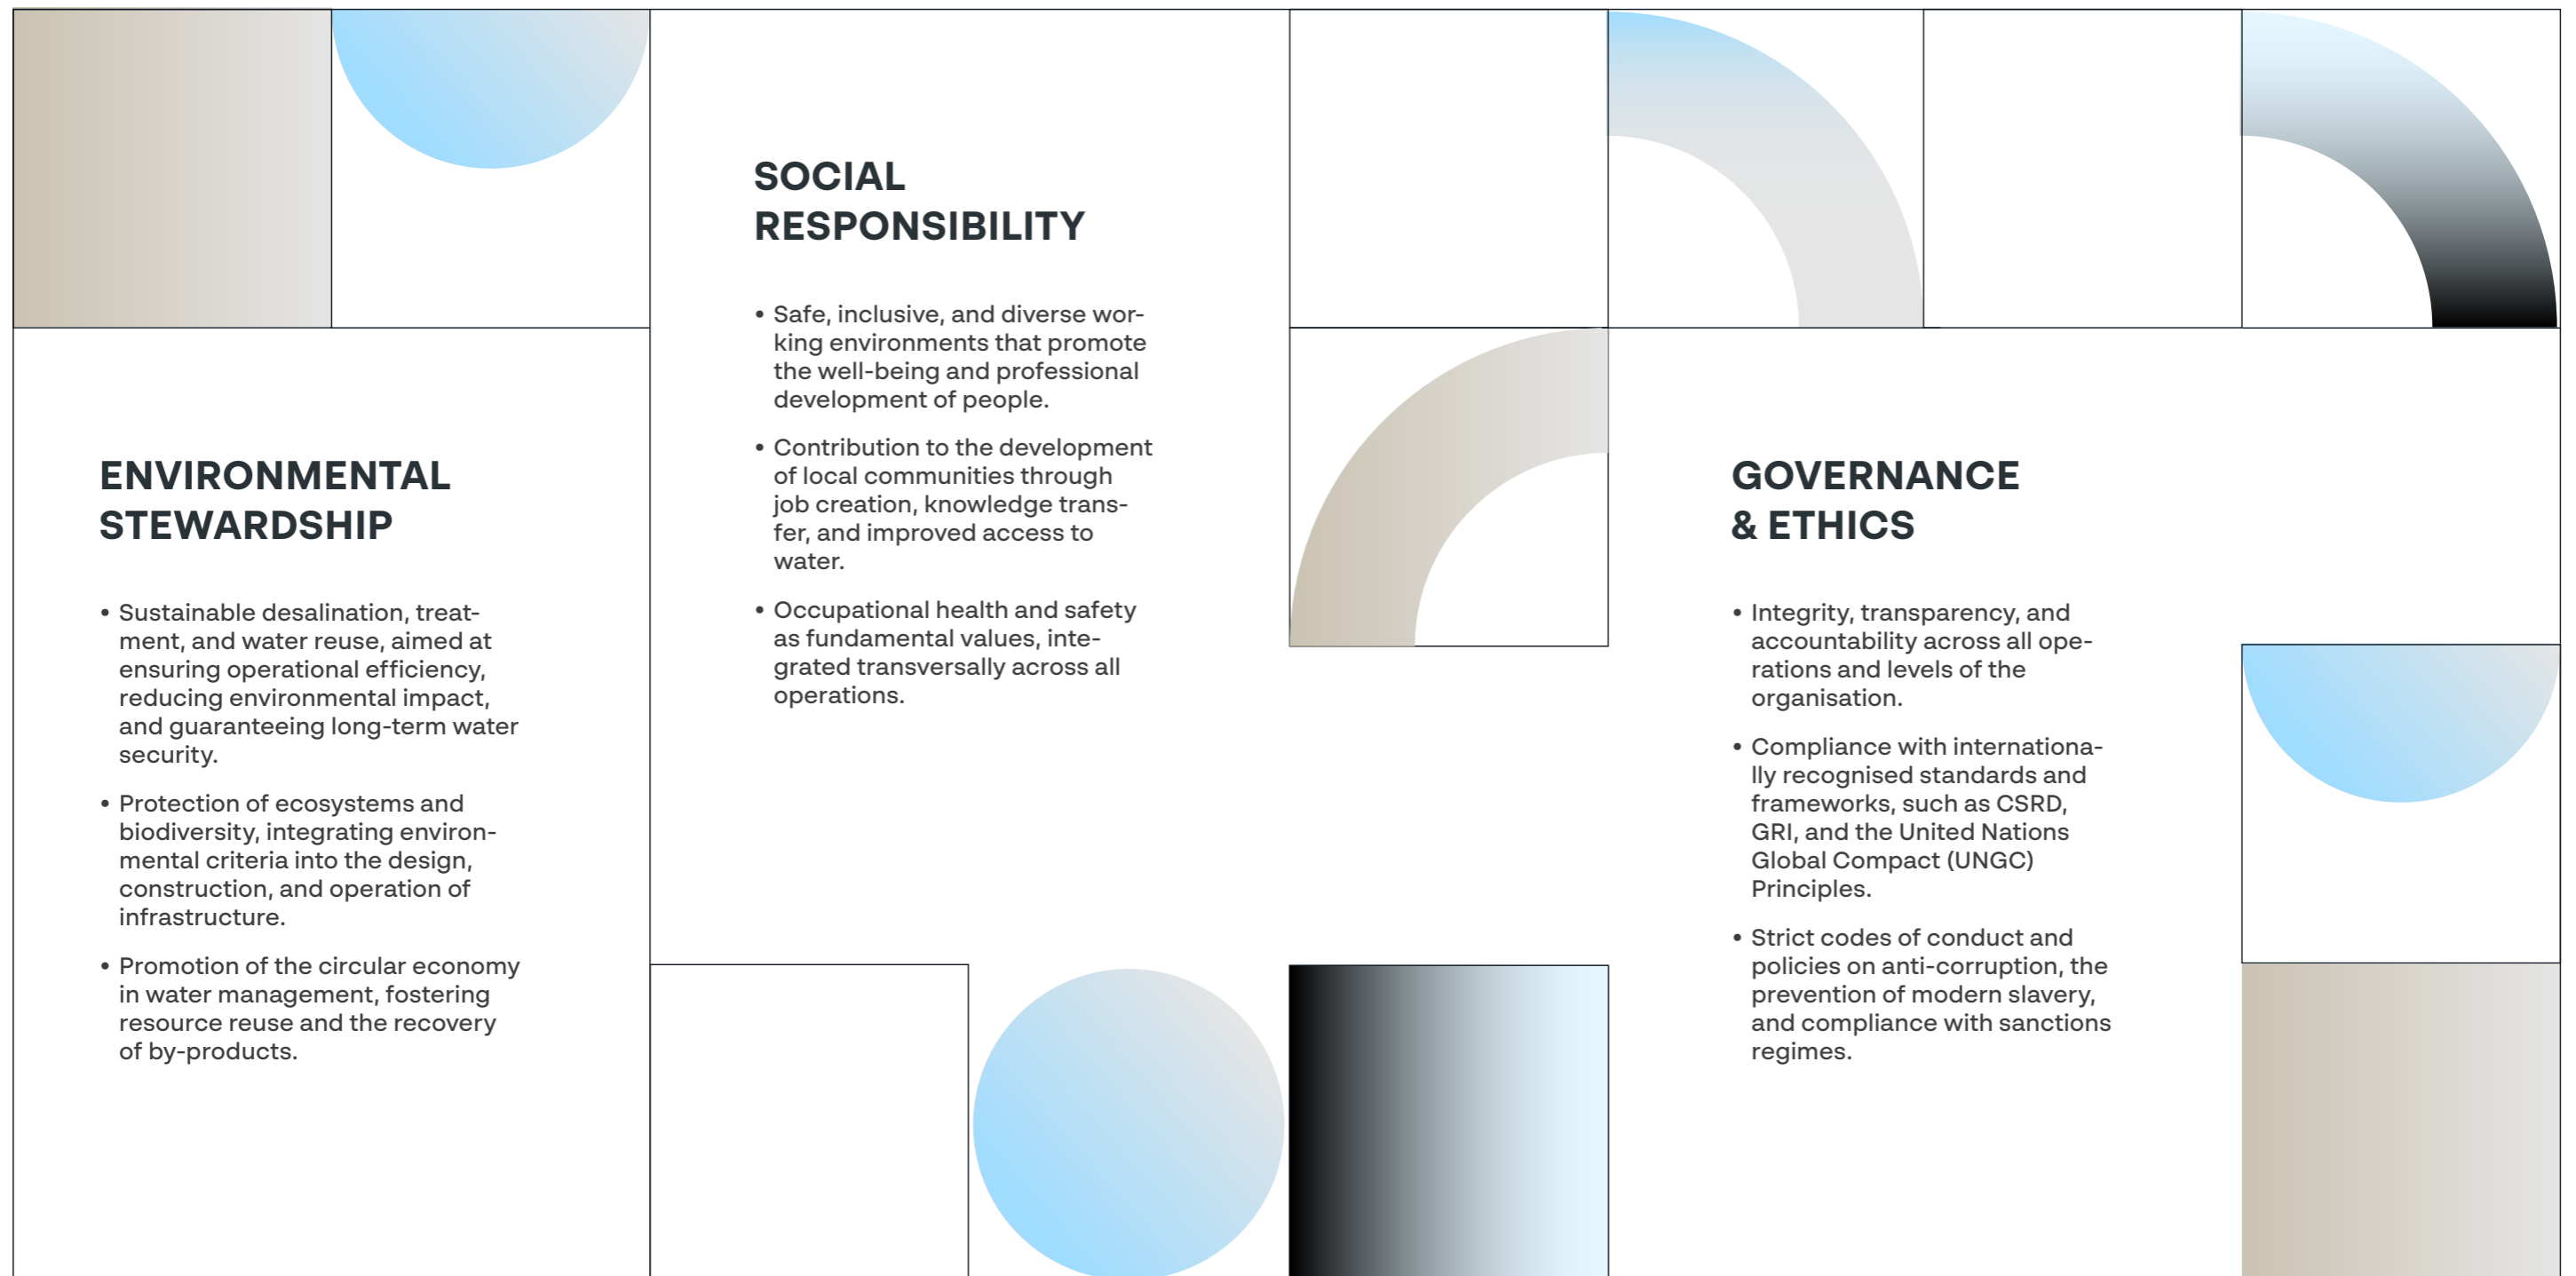 ENVIRONMENTAL
STEWARDSHIP
• Sustainable desalination, treat-
ment, and water reuse, aimed at
ensuring operational efficiency,
reducing environmental impact,
and guaranteeing long-term water
security.
• Protection of ecosystems and
biodiversity, integrating environ-
mental criteria into the design,
construction, and operation of
infrastructure.
• Promotion of the circular economy
in water management, fostering
resource reuse and the recovery
of by-products.
SOCIAL
RESPONSIBILITY
• Safe, inclusive, and diverse wor-
king environments that promote
the well-being and professional
development of people.
• Contribution to the development
of local communities through
job creation, knowledge trans-
fer, and improved access to
water.
• Occupational health and safety
as fundamental values, inte-
grated transversally across all
operations.
GOVERNANCE
& ETHICS
• Integrity, transparency, and
accountability across all ope-
rations and levels of the
organisation.
• Compliance with internationa-
lly recognised standards and
frameworks, such as CSRD,
GRI, and the United Nations
Global Compact (UNGC)
Principles.
• Strict codes of conduct and
policies on anti-corruption, the
prevention of modern slavery,
and compliance with sanctions
regimes.